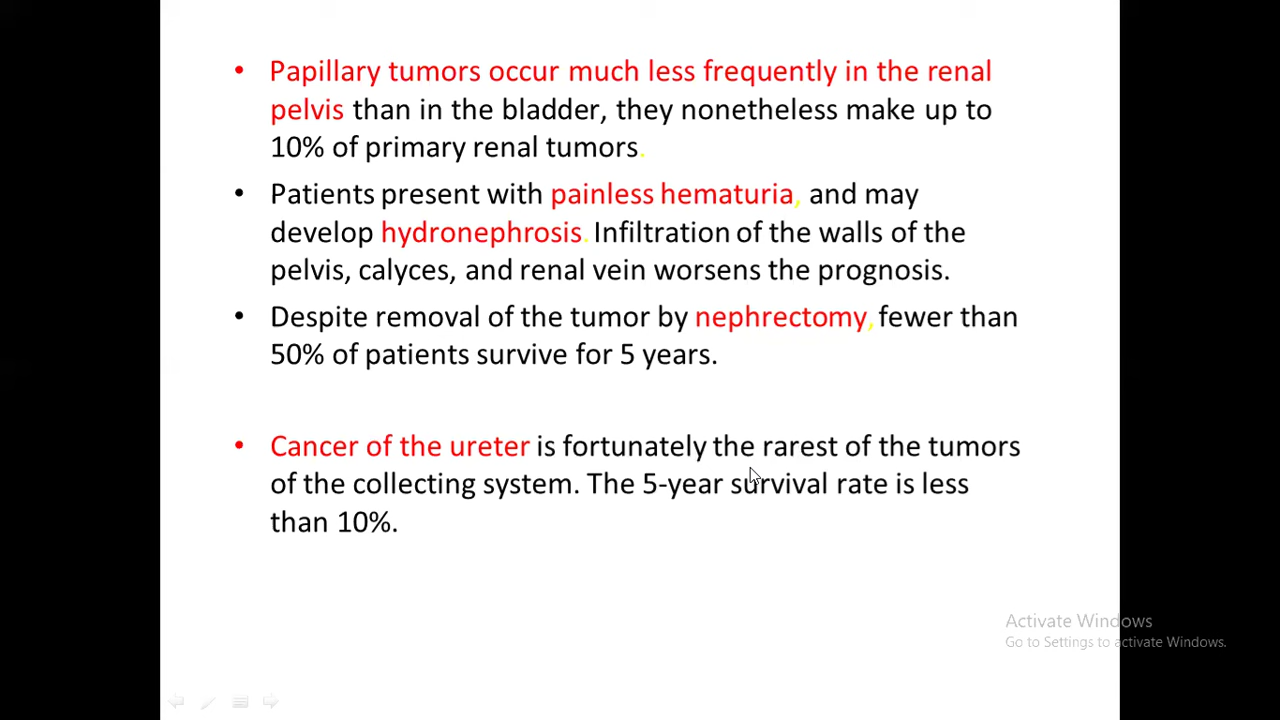 • Papillary tumors occur much less frequently in the renal
pelvis than in the bladder, they nonetheless make up to
10% of primary renal tumors.
• Patients present with painless hematuria, and may
develop hydronephrosis. Infiltration of the walls of the
pelvis, calyces, and renal vein worsens the prognosis.
• Despite removal of the tumor by nephrectomy, fewer than
50% of patients survive for 5 years.
• Cancer of the ureter is fortunately the rarest of the tumors
of the collecting system. The 5-year survival rate is less
than 10%.
Activate Windows
Go to Settings to activate Windows.